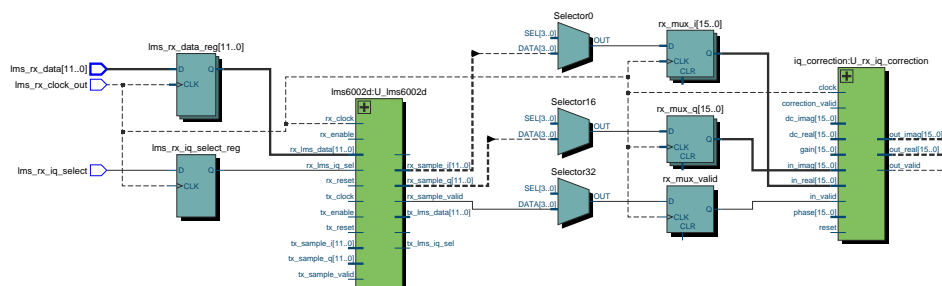 Selector0
rx_mux_i[15..0]
SEL[3..0]
DATA[3..0]
OUT
D
Q
CLK
CLR
lms_rx_data_reg[11..0]
lms_rx_data[11..0]
D
Q
CLK
lms_rx_clock_out
iq_correction:U_rx_iq_correction
clock
correction_valid
dc_imag[15..0]
dc_real[15..0]
gain[15..0]
in_imag[15..0]
in_real[15..0]
in_valid
phase[15..0]
reset
out_imag[15..0]
out_real[15..0]
out_valid
lms6002d:U_lms6002d
rx_clock
rx_enable
rx_lms_data[11..0]
rx_lms_iq_sel
rx_reset
tx_clock
tx_enable
tx_reset
tx_sample_i[11..0]
tx_sample_q[11..0]
tx_sample_valid
rx_sample_i[11..0]
rx_sample_q[11..0]
rx_sample_valid
tx_lms_data[11..0]
tx_lms_iq_sel
Selector16
rx_mux_q[15..0]
SEL[3..0]
DATA[3..0]
OUT
D
Q
CLK
CLR
lms_rx_iq_select_reg
lms_rx_iq_select
D
Q
CLK
Selector32
rx_mux_valid
SEL[3..0]
DATA[3..0]
OUT
D
Q
CLK
CLR